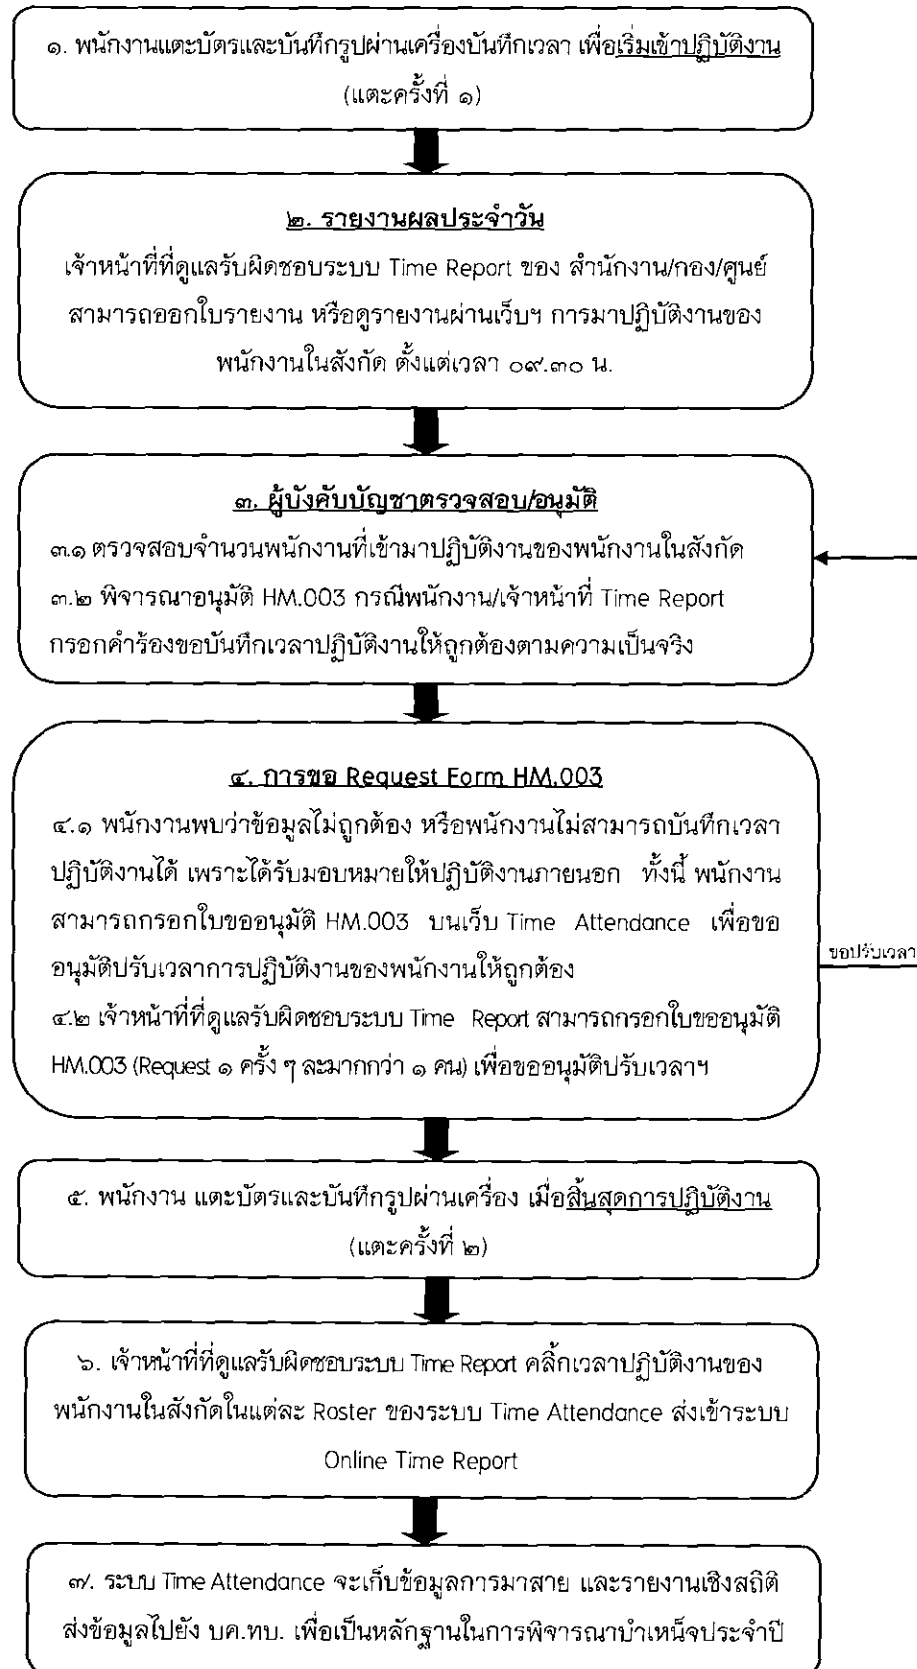 ๑. พนักงานแตะบัตรและบันทึกรูปผ่านเครื่องบันทึกเวลา เพื่อเริ่มเข้าปฏิบัติงาน
(แตะครั้งที่ ๑)
๒. รายงานผลประจำวัน
เจ้าหน้าที่ที่ดูแลรับผิดชอบระบบ Time Report ของ สำนักงาน/กอง/ศูนย์
สามารถออกใบรายงาน หรือดูรายงานผ่านเว็บฯ การมาปฏิบัติงานของ
พนักงานในสังกัด ตั้งแต่เวลา ๐๙.๓๐ น.
๓. ผู้บังคับบัญชาตรวจสอบ/อนุมัติ
๓.๑ ตรวจสอบจำนวนพนักงานที่เข้ามาปฏิบัติงานของพนักงานในสังกัด
๓.๒ พิจารณาอนุมัติ HM.003 กรณีพนักงาน/เจ้าหน้าที่ Time Report
กรอกคำร้องขอบันทึกเวลาปฏิบัติงานให้ถูกต้องตามความเป็นจริง
๔. การขอ Request Form HM.003
๔.๑ พนักงานพบว่าข้อมูลไม่ถูกต้อง หรือพนักงานไม่สามารถบันทึกเวลา
ปฏิบัติงานได้ เพราะได้รับมอบหมายให้ปฏิบัติงานภายนอก ทั้งนี้ พนักงาน
สามารถกรอกใบขออนุมัติ HM.003 บนเว็บ Time Attendance เพื่อขอ
อนุมัติปรับเวลาการปฏิบัติงานของพนักงานให้ถูกต้อง
ขอปรับเวลา
๔.๒ เจ้าหน้าที่ที่ดูแลรับผิดชอบระบบ Time Report สามารถกรอกใบขออนุมัติ
HM.003 (Request ๑ ครั้ง ๆ ละมากกว่า ๑ คน) เพื่อขออนุมัติปรับเวลาฯ
๕. พนักงาน แตะบัตรและบันทึกรูปผ่านเครื่อง เมื่อสิ้นสุดการปฏิบัติงาน
(แตะครั้งที่ ๒)
๖. เจ้าหน้าที่ที่ดูแลรับผิดชอบระบบ Time Report คลิ้กเวลาปฏิบัติงานของ
พนักงานในสังกัดในแต่ละ Roster ของระบบ Time Attendance ส่งเข้าระบบ
Online Time Report
๗. ระบบ Time Attendance จะเก็บข้อมูลการมาสาย และรายงานเชิงสถิติ
ส่งข้อมูลไปยัง บค.ทบ. เพื่อเป็นหลักฐานในการพิจารณาบำเหน็จประจำปี